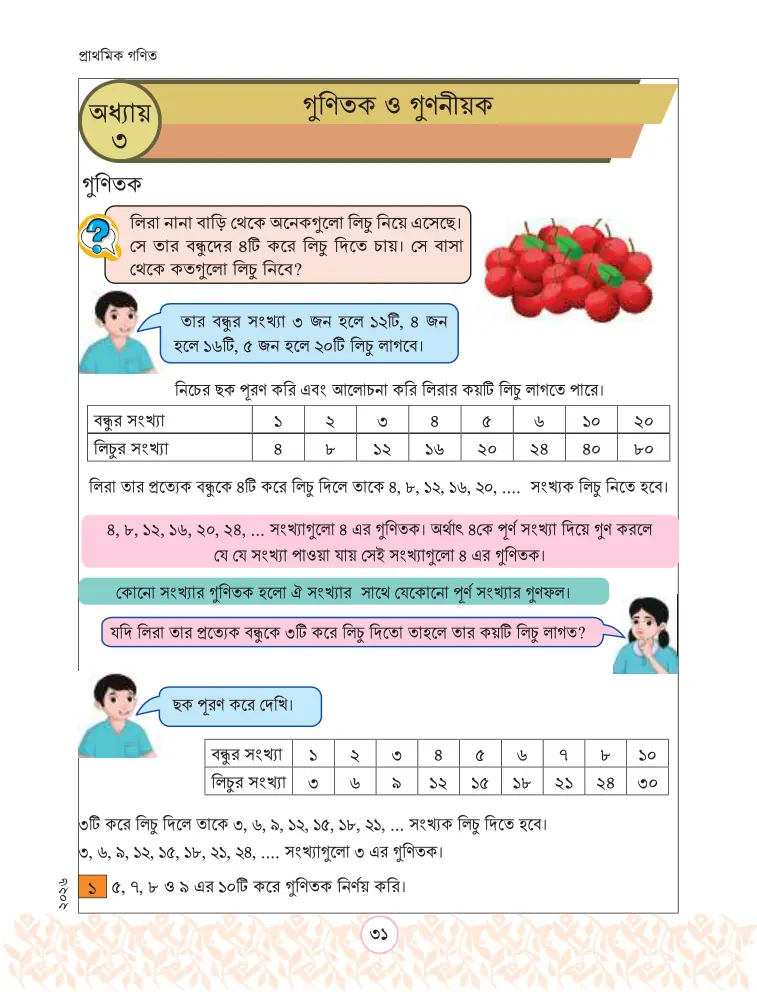 প্রাথমিক গণিত
অধ্যায়
৩
গুণিতক ও গুণনীয়ক
গুণিতক
লিরা নানা বাড়ি থেকে অনেকগুলো লিচু নিয়ে এসেছে।
সে তার বন্ধুদের ৪টি করে লিচু দিতে চায়। সে বাসা
থেকে কতগুলো লিচু নিবে?
তার বন্ধুর সংখ্যা ৩ জন হলে ১২টি, ৪ জন
হলে ১৬টি, ৫ জন হলে ২০টি লিচু লাগবে।
নিচের ছক পূরণ করি এবং আলোচনা করি লিরার কয়টি লিচু লাগতে পারে।
বন্ধুর সংখ্যা ১ ২ ৩ ৪ ৫ ৬ ১০ ২০
লিচুর সংখ্যা ৪ ৮ ১২ ১৬ ২০ ২৪ ৪০ ৮০
লিরা তার প্রত্যেক বন্ধুকে ৪টি করে লিচু দিলে তাকে ৪, ৮, ১২, ১৬, ২০, .... সংখ্যক লিচু নিতে হবে।
৪, ৮, ১২, ১৬, ২০, ২৪, ... সংখ্যাগুলো ৪ এর গুণিতক। অর্থাৎ ৪কে পূর্ণ সংখ্যা দিয়ে গুণ করলে
যে যে সংখ্যা পাওয়া যায় সেই সংখ্যাগুলো ৪ এর গুণিতক।
কোনো সংখ্যার গুণিতক হলো ঐ সংখ্যার সাথে যেকোনো পূর্ণ সংখ্যার গুণফল।
যদি লিরা তার প্রত্যেক বন্ধুকে ৩টি করে লিচু দিতো তাহলে তার কয়টি লিচু লাগত?
ছক পূরণ করে দেখি।
বন্ধুর সংখ্যা ১ ২ ৩ ৪ ৫ ৬ ৭ ৮ ১০
লিচুর সংখ্যা ৩ ৬ ৯ ১২ ১৫ ১৮ ২১ ২৪ ৩০
৩টি করে লিচু দিলে তাকে ৩, ৬, ৯, ১২, ১৫, ১৮, ২১, ... সংখ্যক লিচু দিতে হবে।
৩, ৬, ৯, ১২, ১৫, ১৮, ২১, ২৪, .... সংখ্যাগুলো ৩ এর গুণিতক।
১ ৫, ৭, ৮ ও ৯ এর ১০টি করে গুণিতক নির্ণয় করি।
২০২৬
৩১